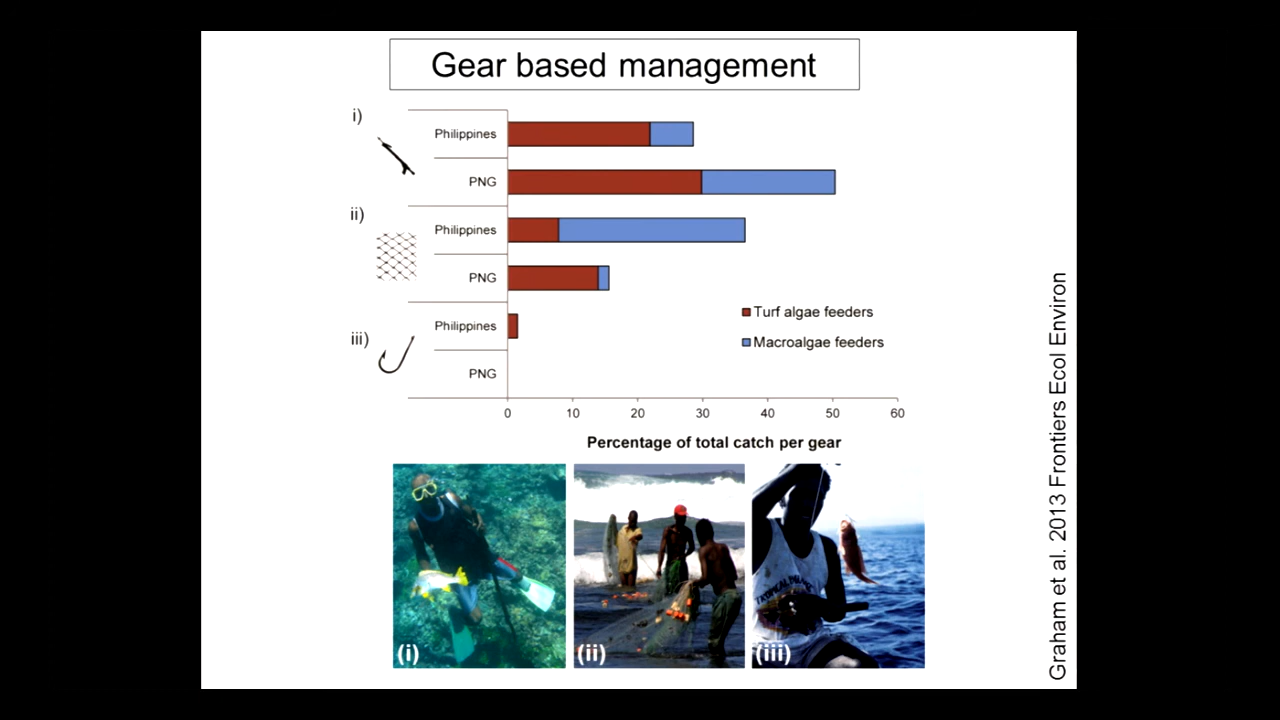 Gear based management
i)
Philippines
PNG
ii)
Philippines
PNG
iii)
Philippines
PNG
Turf algae feeders
Macroalgae feeders
0 10 20 30 40 50 60
Percentage of total catch per gear
(i)
(ii)
(iii)
Graham et al. 2013 Frontiers Ecol Environ